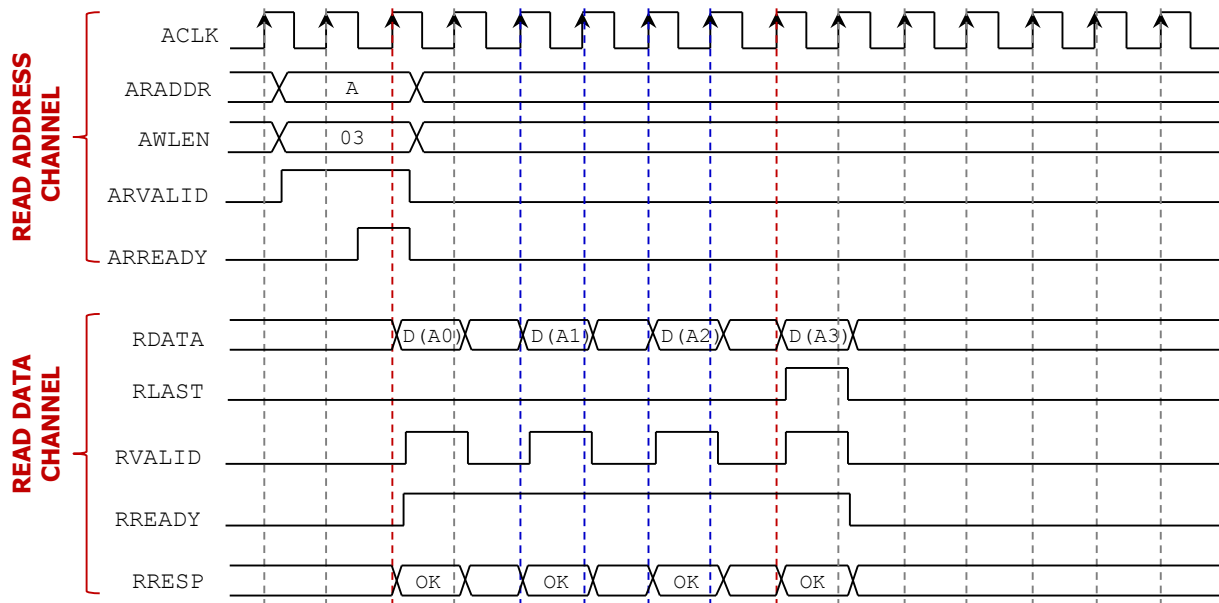 READ ADDRESS
CHANNEL
ACLK
ARADDR
A
AWLEN
03
ARVALID
ARREADY
READ DATA
CHANNEL
RDATA
D(A0)
D(A1)
D(A2)
D(A3)
RLAST
RVALID
RREADY
RRESP
OK
OK
OK
OK